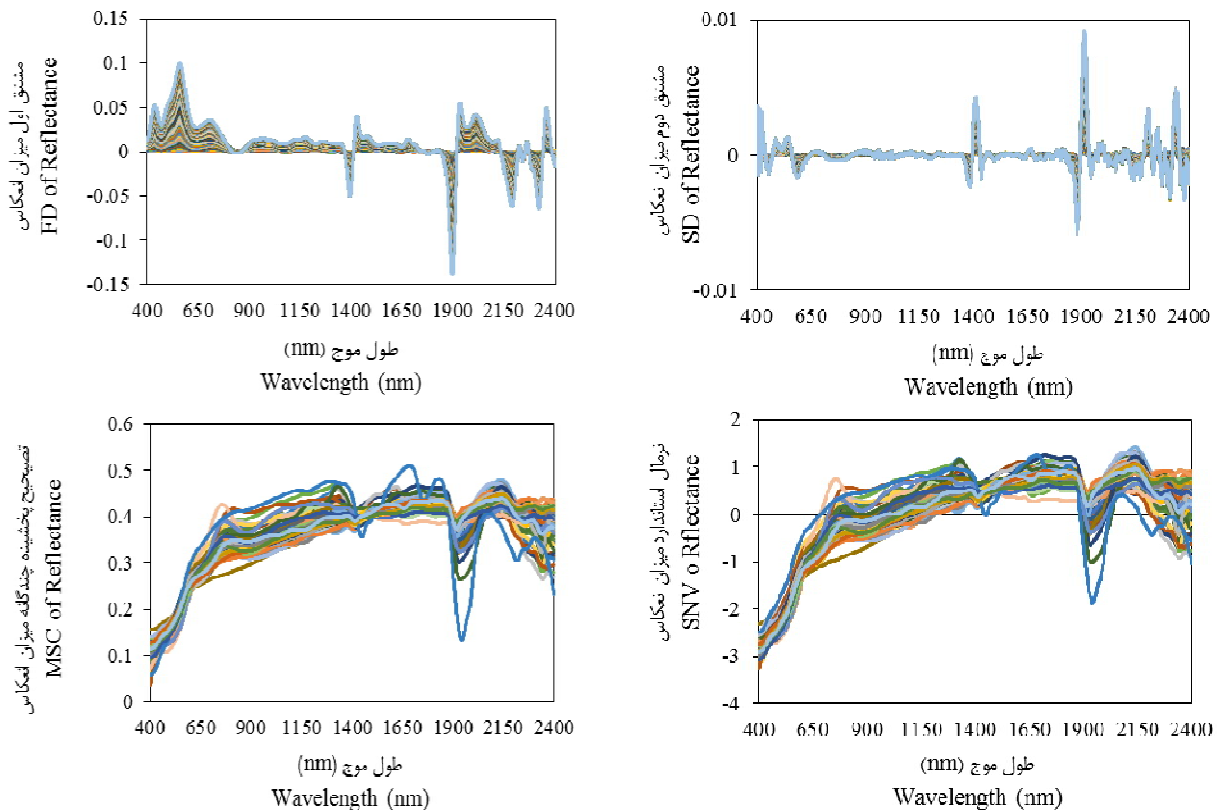 مشتق اول میزان انعکاس
FD of Reflectance
0.15
0.1
0.05
0
-0.05
-0.1
-0.15
400 650 900 1150 1400 1650 1900 2150 2400
طول موج (nm)
Wavelength (nm)
مشتق دوم میزان نعکاس
SD of Reflectance
0.01
0
-0.01
400 650 900 1150 1400 1650 1900 2150 2400
طول موج (nm)
Wavelength (nm)
تصحیح پخشیده چندگانه میزان انعکاس
MSC of Reflectance
0.6
0.5
0.4
0.3
0.2
0.1
0
400 650 900 1150 1400 1650 1900 2150 2400
طول موج (nm)
Wavelength (nm)
نرمال استاندارد میزان نعکاس
SNV o Rflectance
2
1
0
-1
-2
-3
-4
400 650 900 1150 1400 1650 1900 2150 2400
طول موج (nm)
Wavelength (nm)